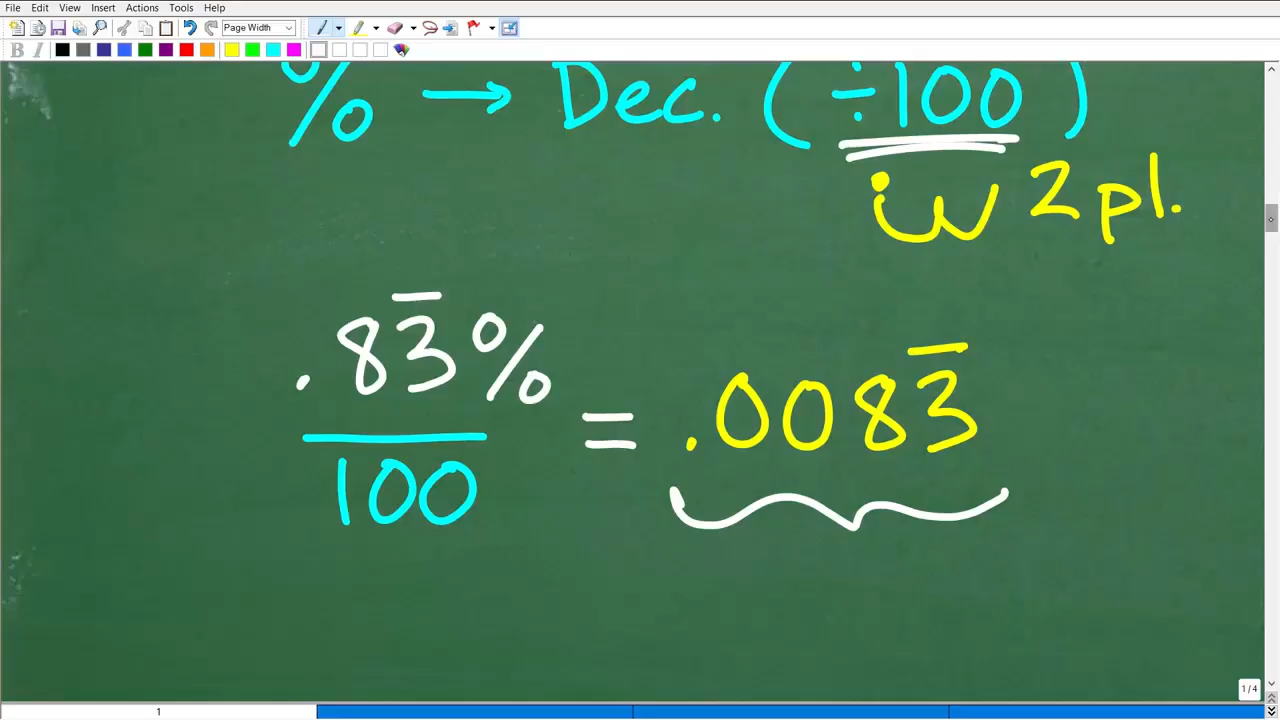 File Edit View Insert Actions Tools Help
Page Width
B I
% → Dec. (÷100)
2 pl.
.83̅% = .0083̅
100
1/4
1